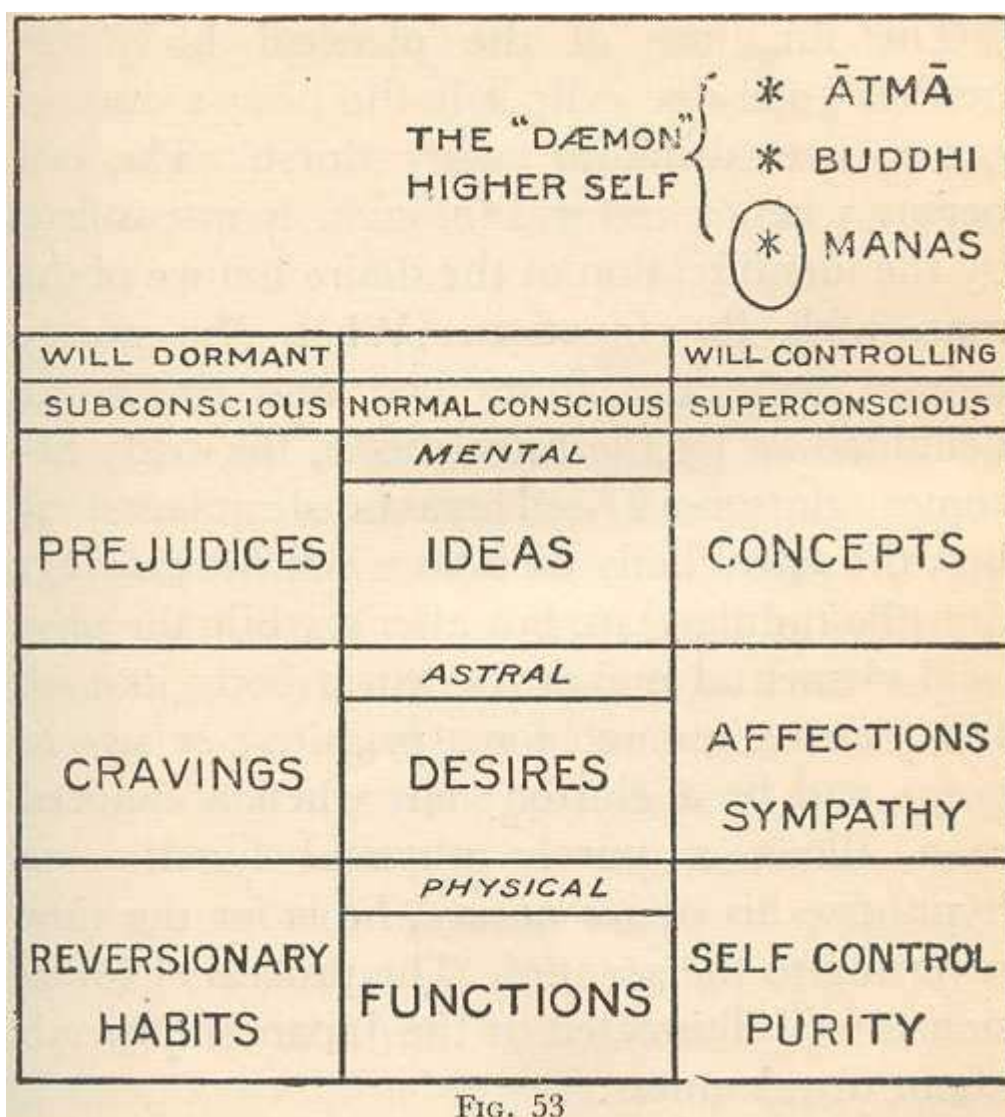 * ĀTMĀ
THE "DÆMON" * BUDDHI
HIGHER SELF
* MANAS
WILL DORMANT WILL CONTROLLING
SUBCONSCIOUS NORMAL CONSCIOUS SUPERCONSCIOUS
MENTAL
PREJUDICES IDEAS CONCEPTS
ASTRAL
CRAVINGS DESIRES AFFECTIONS
SYMPATHY
PHYSICAL
REVERSIONARY FUNCTIONS SELF CONTROL
HABITS PURITY
FIG. 53